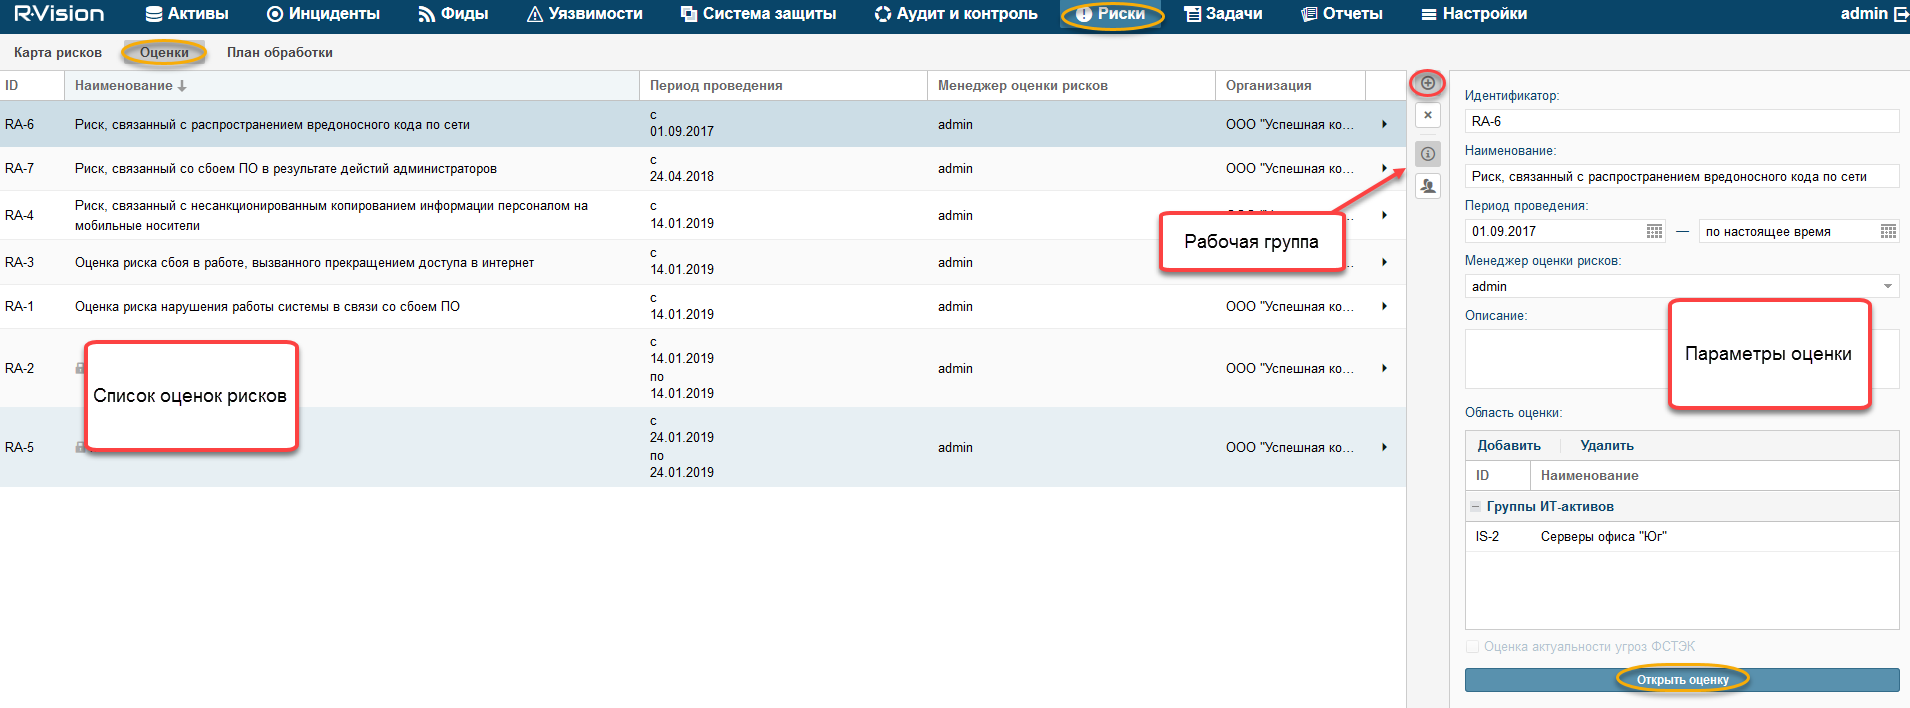 R·Vision
Активы
Инциденты
Фиды
Уязвимости
Система защиты
Аудит и контроль
Риски
Задачи
Отчеты
Настройки
admin
Карта рисков
Оценки
План обработки
ID
Наименование
Период проведения
Менеджер оценки рисков
Организация
RA-6
Риск, связанный с распространением вредоносного кода по сети
с
01.09.2017
admin
ООО "Успешная ко...
RA-7
Риск, связанный со сбоем ПО в результате дейстий администраторов
с
24.04.2018
admin
ООО "Успешная ко...
RA-4
Риск, связанный с несанкционированным копированием информации персоналом на
мобильные носители
с
14.01.2019
admin
RA-3
Оценка риска сбоя в работе, вызванного прекращением доступа в интернет
с
14.01.2019
admin
RA-1
Оценка риска нарушения работы системы в связи со сбоем ПО
с
14.01.2019
admin
ООО "Успешная ко...
RA-2
с
14.01.2019
по
14.01.2019
admin
ООО "Успешная ко...
RA-5
с
24.01.2019
по
24.01.2019
admin
ООО "Успешная ко...
Список оценок рисков
Рабочая группа
Идентификатор:
RA-6
Наименование:
Риск, связанный с распространением вредоносного кода по сети
Период проведения:
01.09.2017 — по настоящее время
Менеджер оценки рисков:
admin
Описание:
Параметры оценки
Область оценки:
Добавить
Удалить
ID
Наименование
Группы ИТ-активов
IS-2
Серверы офиса "Юг"
Оценка актуальности угроз ФСТЭК
Открыть оценку